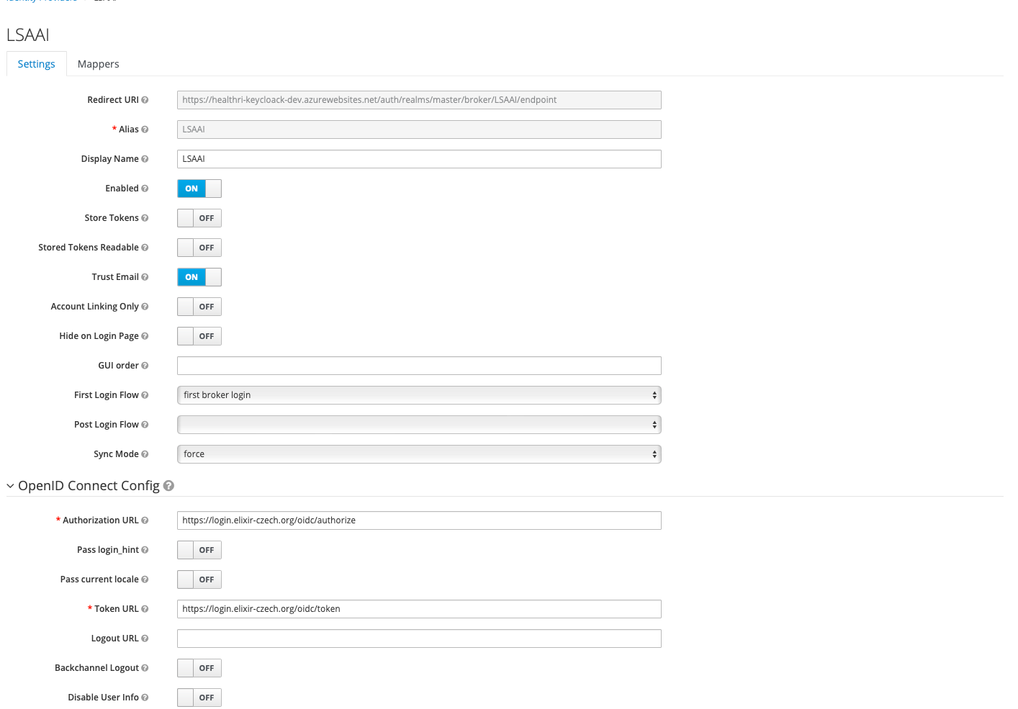 LSAAI
Settings Mappers
Redirect URI https://healthri-keycloack-dev.azurewebsites.net/auth/realms/master/broker/LSAAI/endpoint
* Alias LSAAI
Display Name LSAAI
Enabled ON
Store Tokens OFF
Stored Tokens Readable OFF
Trust Email ON
Account Linking Only OFF
Hide on Login Page OFF
GUI order
First Login Flow first broker login
Post Login Flow
Sync Mode force
OpenID Connect Config
* Authorization URL https://login.elixir-czech.org/oidc/authorize
Pass login_hint OFF
Pass current locale OFF
* Token URL https://login.elixir-czech.org/oidc/token
Logout URL
Backchannel Logout OFF
Disable User Info OFF